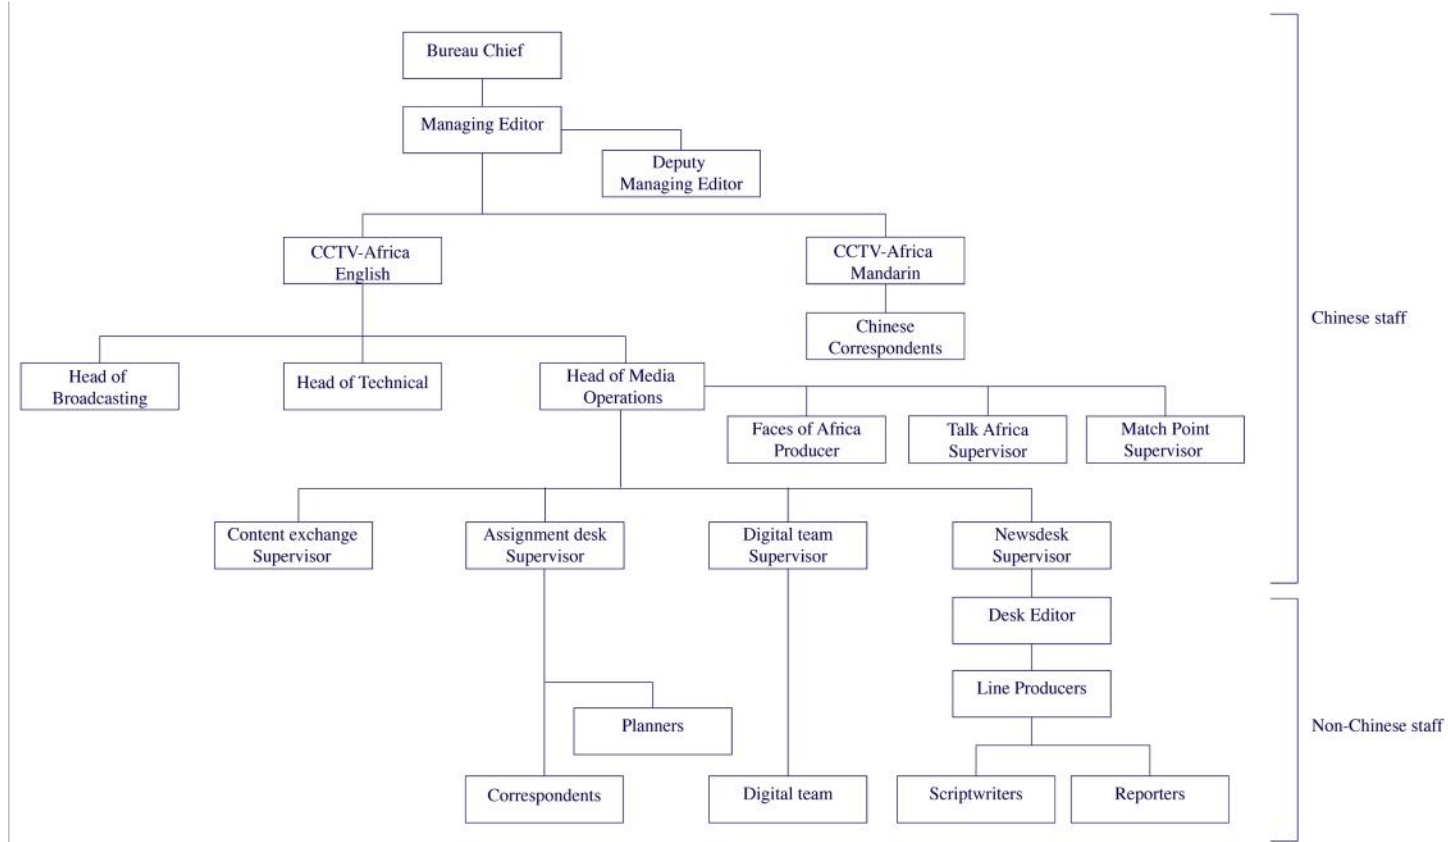 Bureau Chief
Managing Editor
Deputy
Managing Editor
CCTV-Africa
English
CCTV-Africa
Mandarin
Chinese
Correspondents
Chinese staff
Head of
Broadcasting
Head of Technical
Head of Media
Operations
Faces of Africa
Producer
Talk Africa
Supervisor
Match Point
Supervisor
Content exchange
Supervisor
Assignment desk
Supervisor
Digital team
Supervisor
Newsdesk
Supervisor
Desk Editor
Line Producers
Planners
Non-Chinese staff
Correspondents
Digital team
Scriptwriters
Reporters